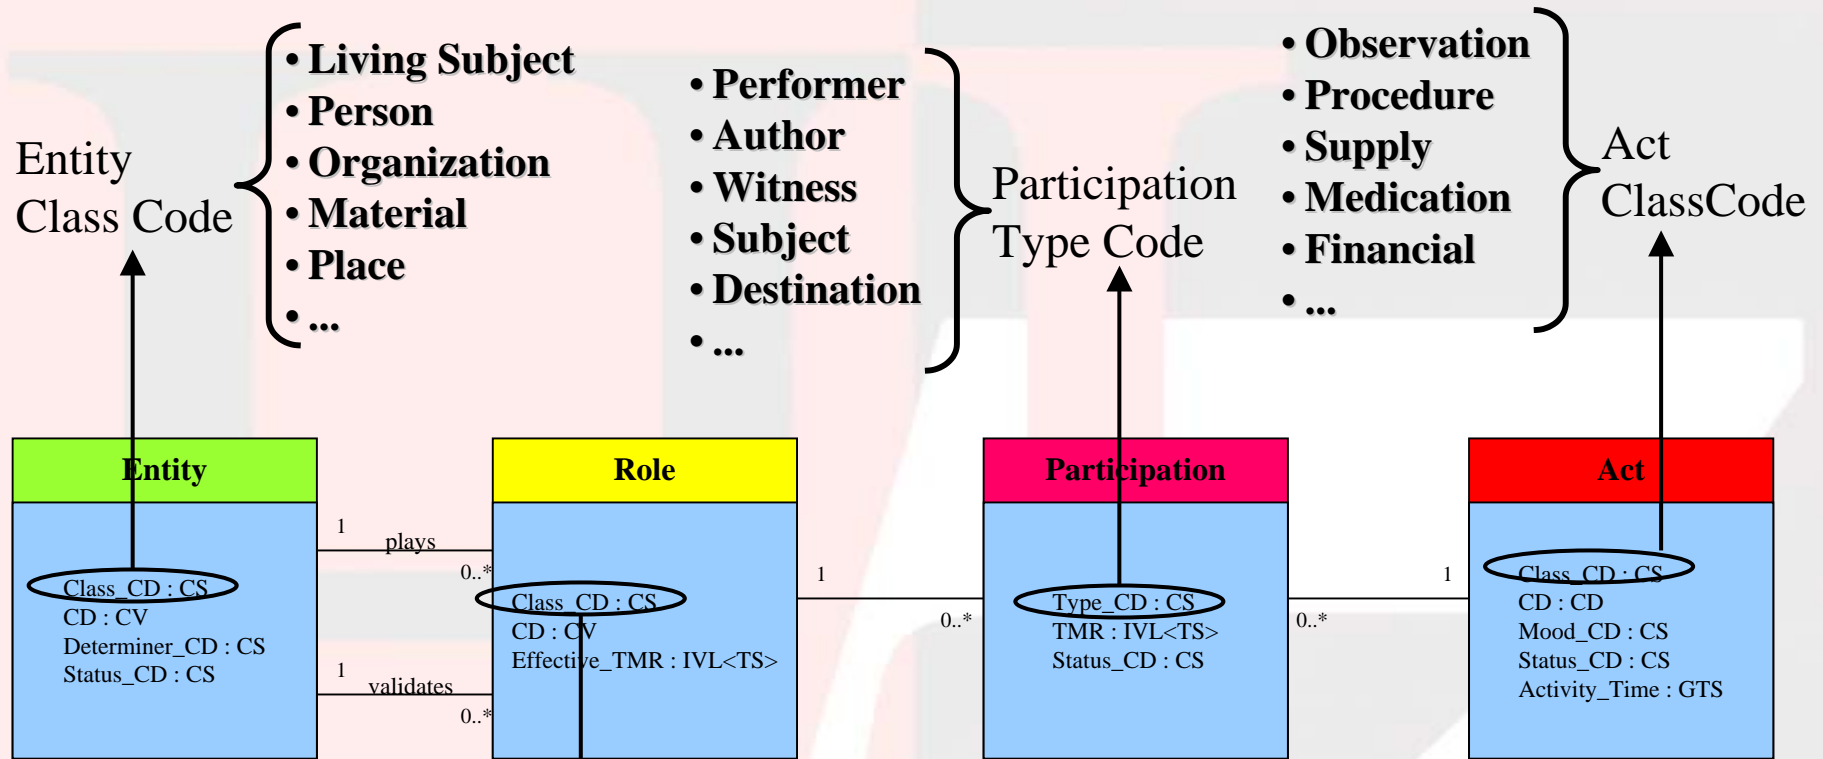 Entity
Class Code
• Living Subject
• Person
• Organization
• Material
• Place
• ...
• Performer
• Author
• Witness
• Subject
• Destination
• ...
Participation
Type Code
• Observation
• Procedure
• Supply
• Medication
• Financial
• ...
Act
ClassCode
Entity
Class_CD : CS
CD : CV
Determiner_CD : CS
Status_CD : CS
1
plays
0..*
1
validates
0..*
Role
Class_CD : CS
CD : CV
Effective_TMR : IVL<TS>
1
0..*
Participation
Type_CD : CS
TMR : IVL<TS>
Status_CD : CS
1
0..*
Act
Class_CD : CS
CD : CD
Mood_CD : CS
Status_CD : CS
Activity_Time : GTS